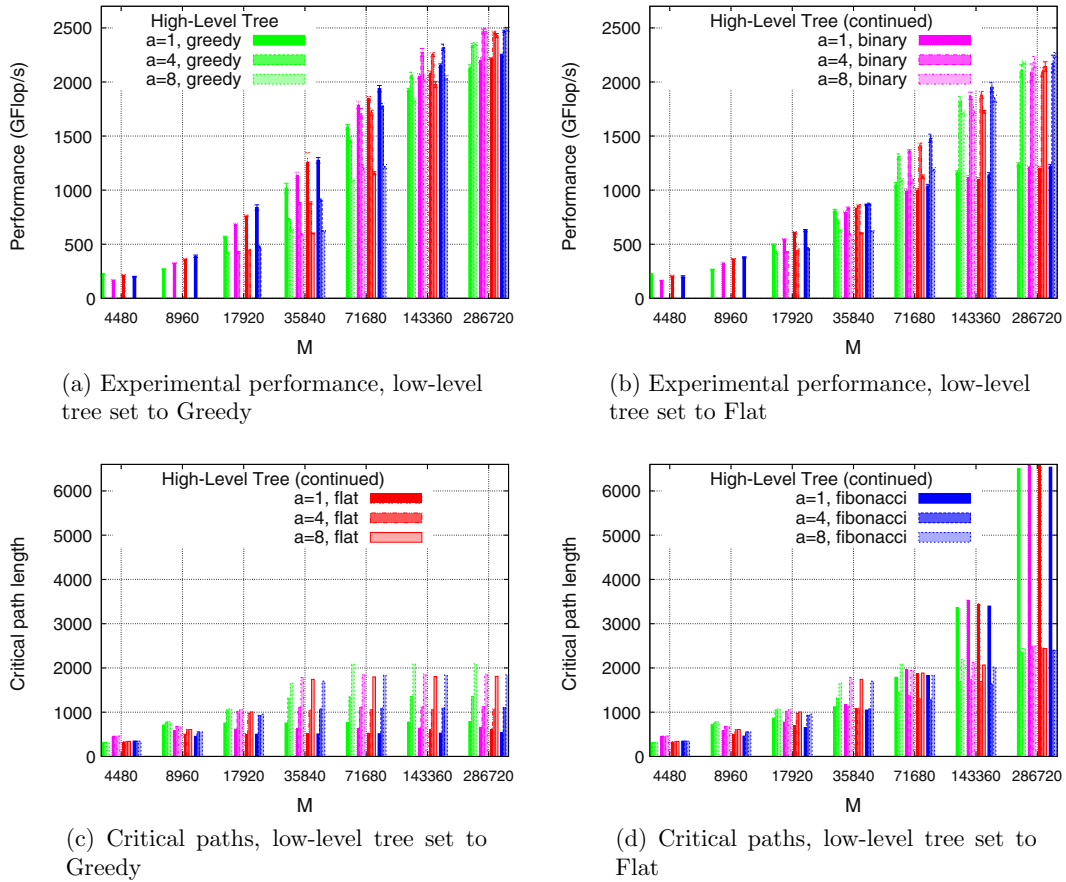 High-Level Tree
a=1, greedy
a=4, greedy
a=8, greedy
Performance (GFlop/s)
2500
2000
1500
1000
500
0
4480 8960 17920 35840 71680 143360 286720
M
(a) Experimental performance, low-level
tree set to Greedy
High-Level Tree (continued)
a=1, binary
a=4, binary
a=8, binary
Performance (GFlop/s)
2500
2000
1500
1000
500
0
4480 8960 17920 35840 71680 143360 286720
M
(b) Experimental performance, low-level
tree set to Flat
High-Level Tree (continued)
a=1, flat
a=4, flat
a=8, flat
Critical path length
6000
5000
4000
3000
2000
1000
0
4480 8960 17920 35840 71680 143360 286720
M
(c) Critical paths, low-level tree set to
Greedy
High-Level Tree (continued)
a=1, fibonacci
a=4, fibonacci
a=8, fibonacci
Critical path length
6000
5000
4000
3000
2000
1000
0
4480 8960 17920 35840 71680 143360 286720
M
(d) Critical paths, low-level tree set to
Flat